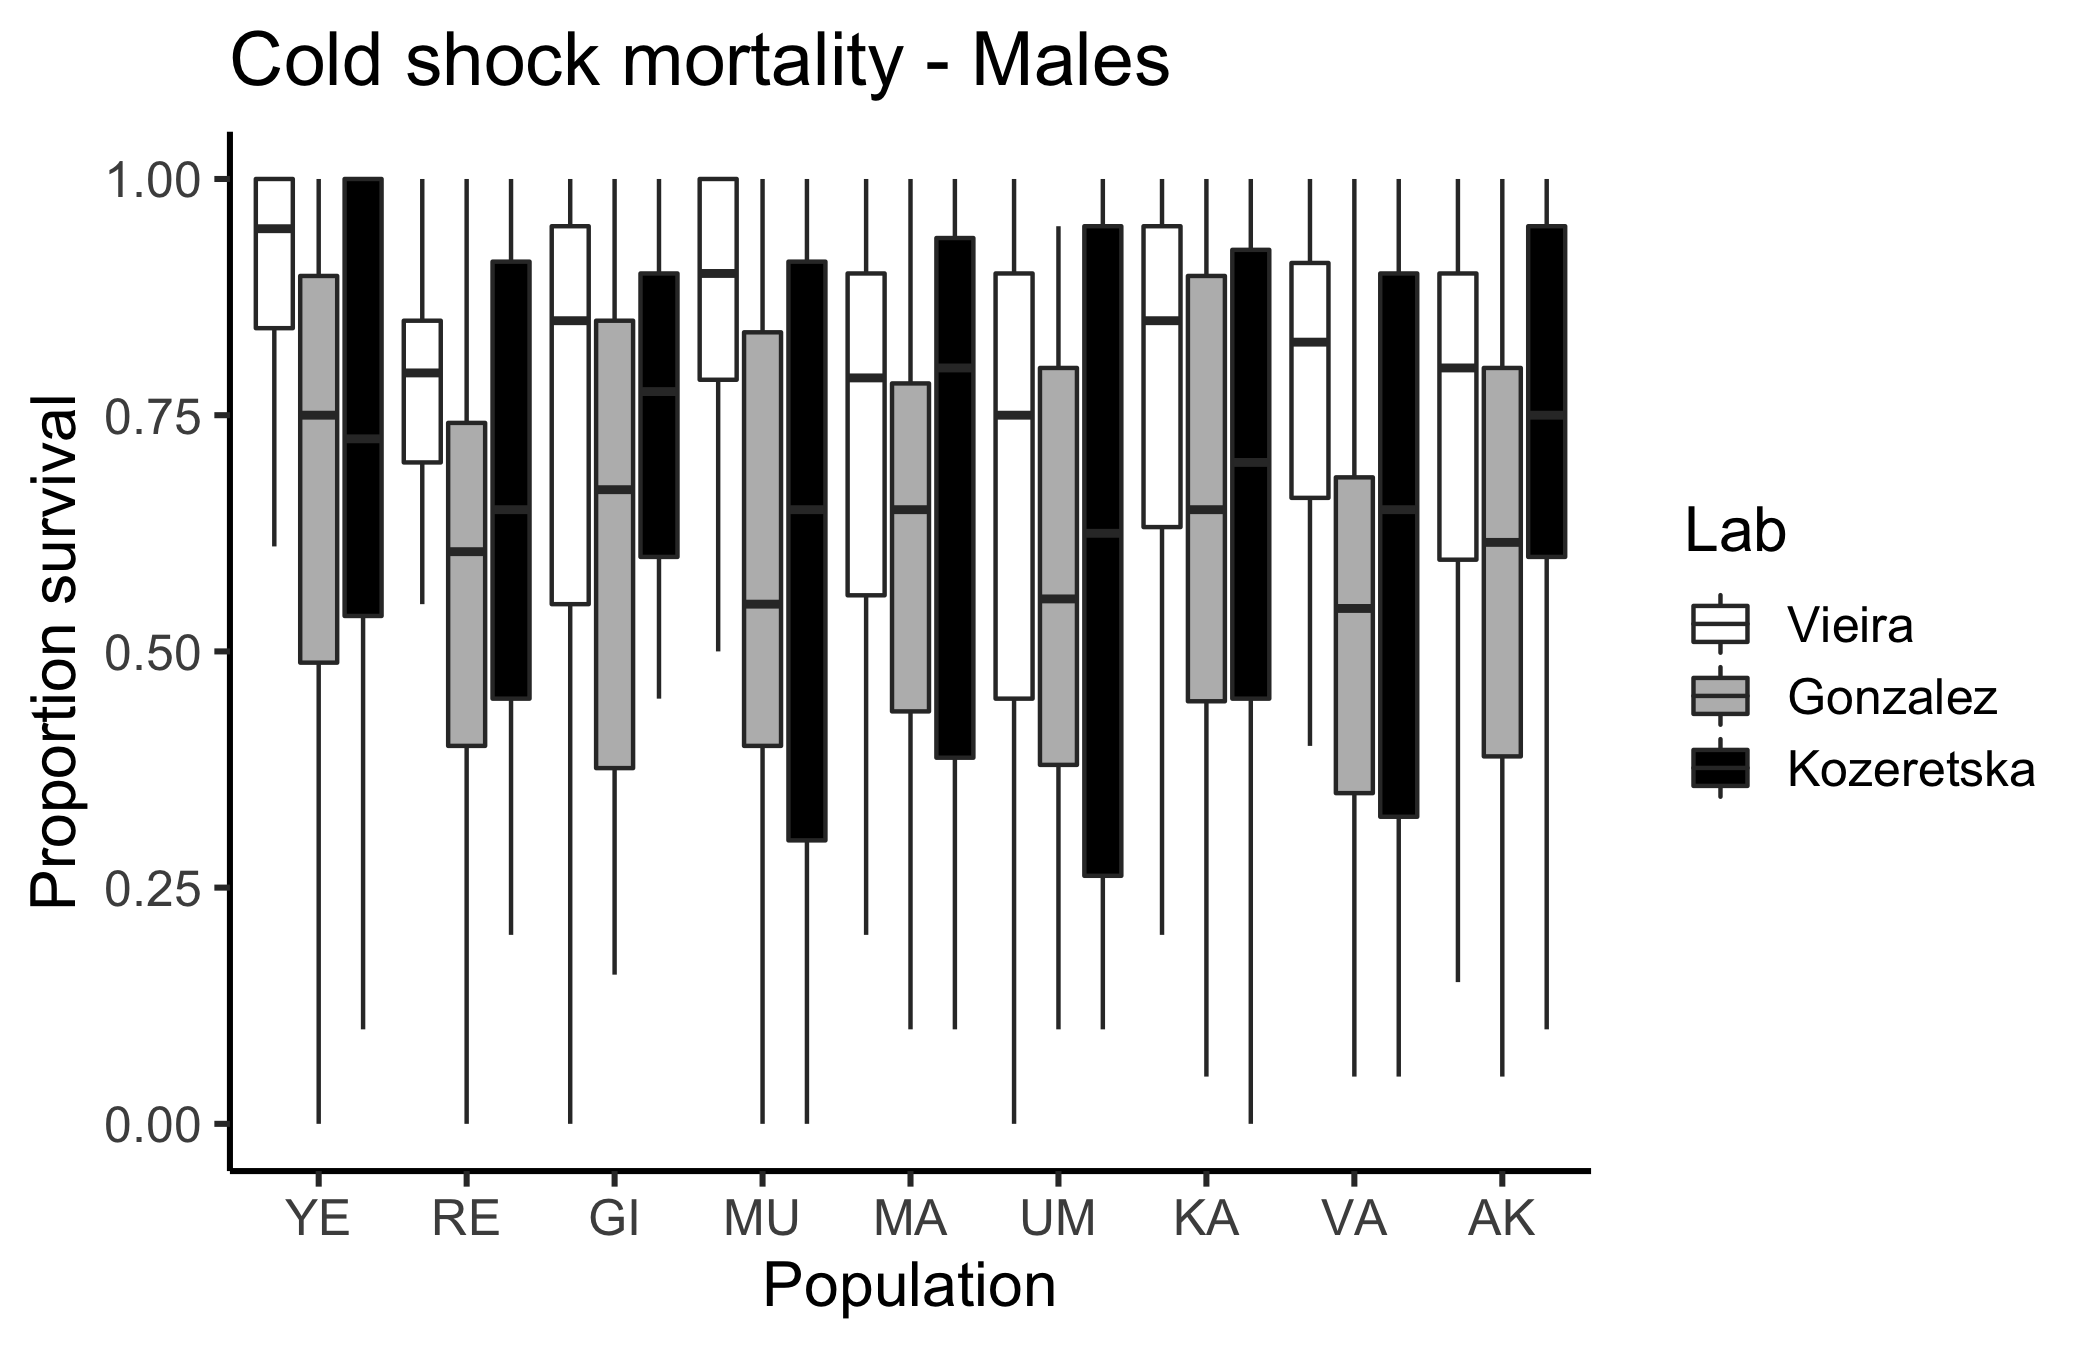 Cold shock mortality - Males
Proportion survival
1.00
0.75
0.50
0.25
0.00
YE RE GI MU MA UM KA VA AK
Population
Lab
Vieira
Gonzalez
Kozeretska